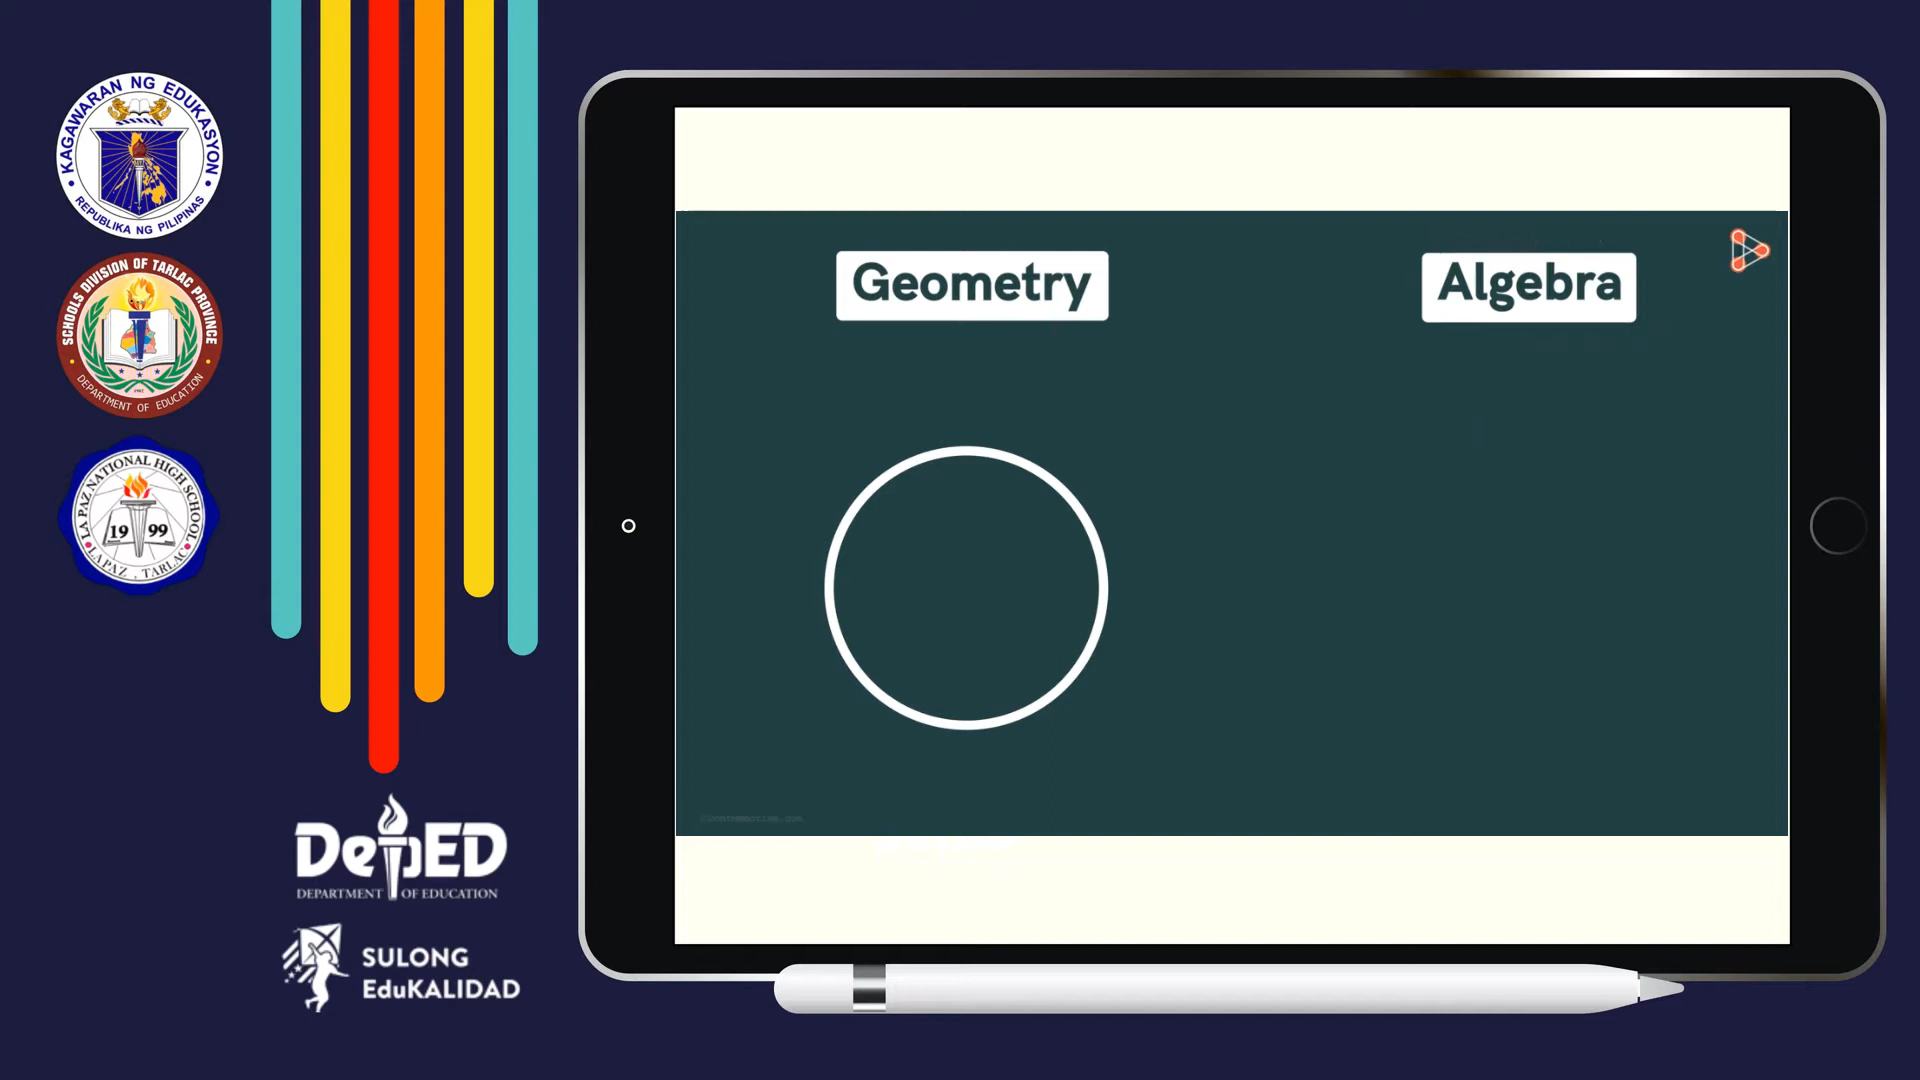 KAGAWARAN NG EDUKASYON
REPUBLIKA NG PILIPINAS
SCHOOLS DIVISION OF TARLAC PROVINCE
DEPARTMENT OF EDUCATION
LA PAZ NATIONAL HIGH SCHOOL
19 99
LA PAZ, TARLAC
DepED
DEPARTMENT OF EDUCATION
SULONG
EduKALIDAD
Geometry
Algebra